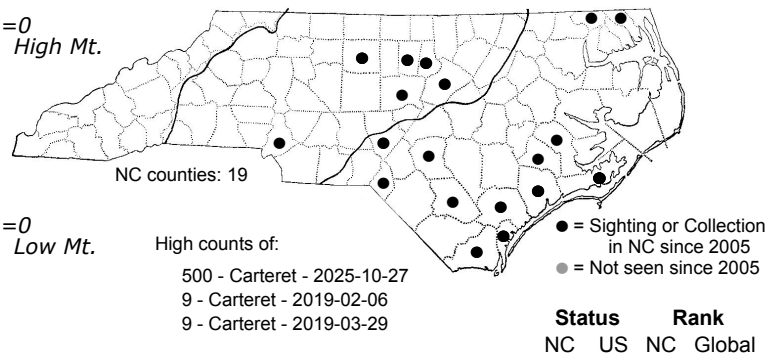 =0
High Mt.
NC counties: 19
=0
Low Mt.
High counts of:
500 - Carteret - 2025-10-27
9 - Carteret - 2019-02-06
9 - Carteret - 2019-03-29
● = Sighting or Collection
in NC since 2005
● = Not seen since 2005
Status Rank
NC US NC Global